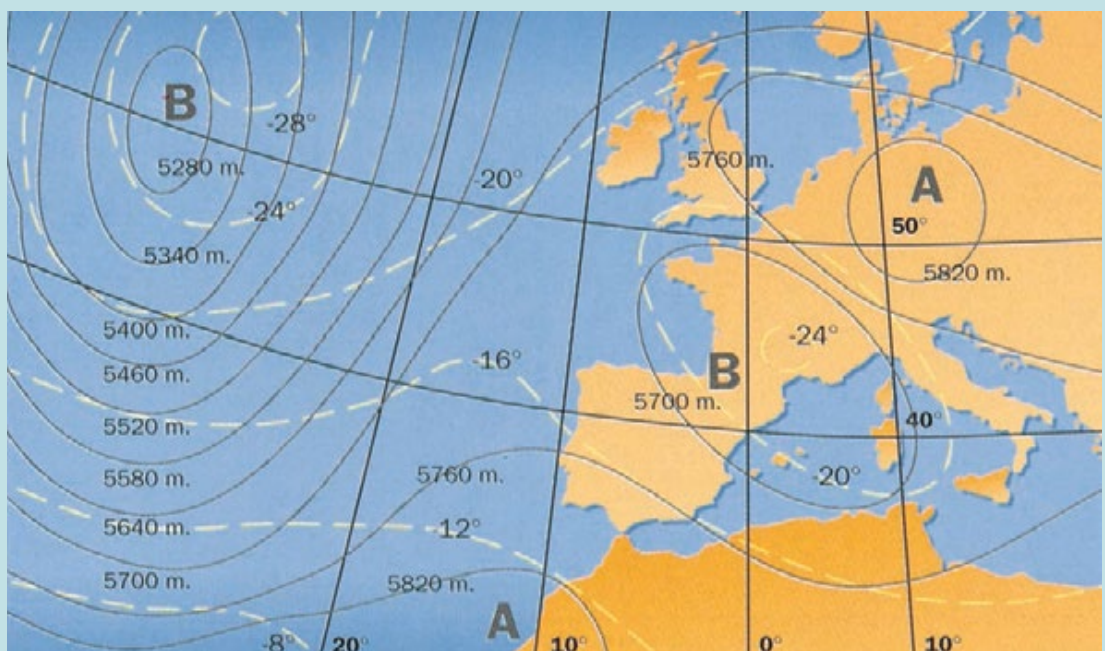 B
-28°
5280 m.
-20°
-24°
5340 m.
5760 m.
A
50°
5820 m.
5400 m.
-16°
-24°
5460 m.
B
5700 m.
40°
5520 m.
5580 m.
5760 m.
-20°
5640 m.
-12°
5700 m.
5820 m.
A
-8°
20°
10°
0°
10°